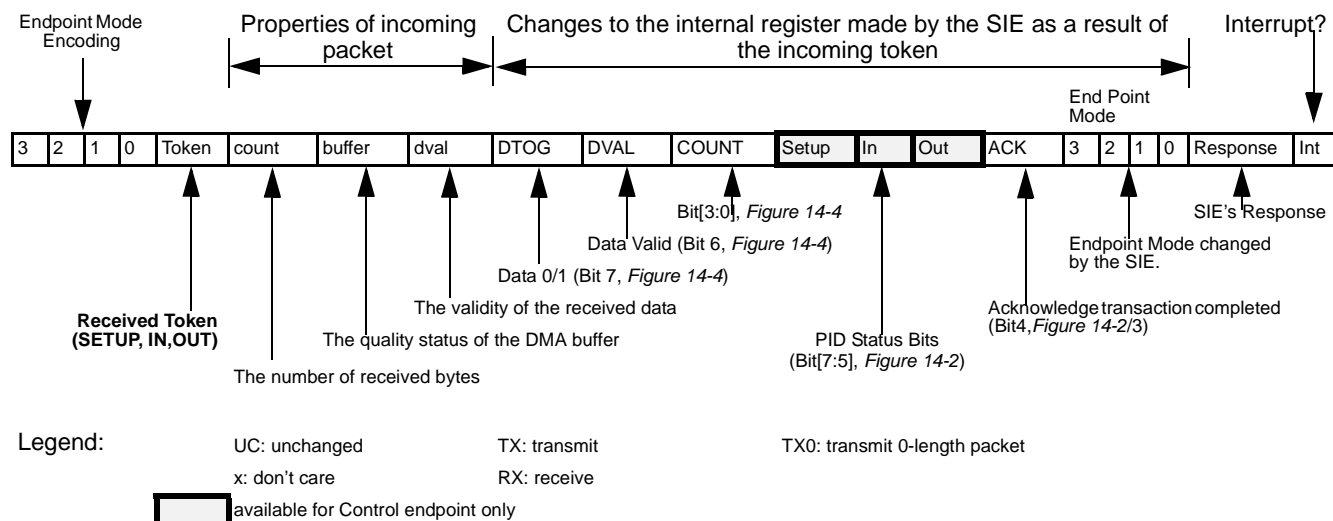 Endpoint Mode
Encoding
Properties of incoming
packet
Changes to the internal register made by the SIE as a result of
the incoming token
Interrupt?
End Point
Mode
3 2 1 0 Token count buffer dval DTOG DVAL COUNT Setup In Out ACK 3 2 1 0 Response Int
Bit[3:0], Figure 14-4
SIE's Response
Data Valid (Bit 6, Figure 14-4)
Endpoint Mode changed
by the SIE.
Data 0/1 (Bit 7, Figure 14-4)
The validity of the received data
Acknowledge transaction completed
(Bit4,Figure 14-2/3)
Received Token
(SETUP, IN,OUT)
The quality status of the DMA buffer
PID Status Bits
(Bit[7:5], Figure 14-2)
The number of received bytes
Legend:
UC: unchanged
TX: transmit
TX0: transmit 0-length packet
x: don't care
RX: receive
available for Control endpoint only